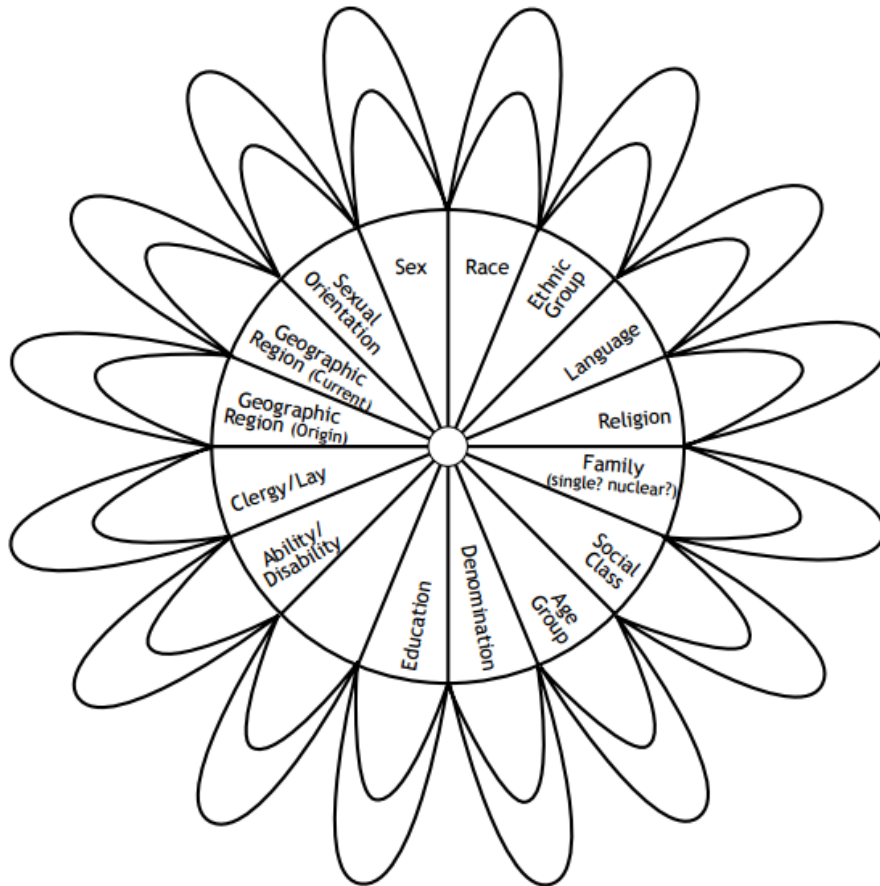 Sex
Race
Ethnic
Group
Language
Religion
Family
(single? nuclear?)
Social
Class
Age
Group
Denomination
Education
Ability/
Disability
Clergy/Lay
Geographic
Region (Origin)
Geographic
Region (Current)
Sexual
Orientation